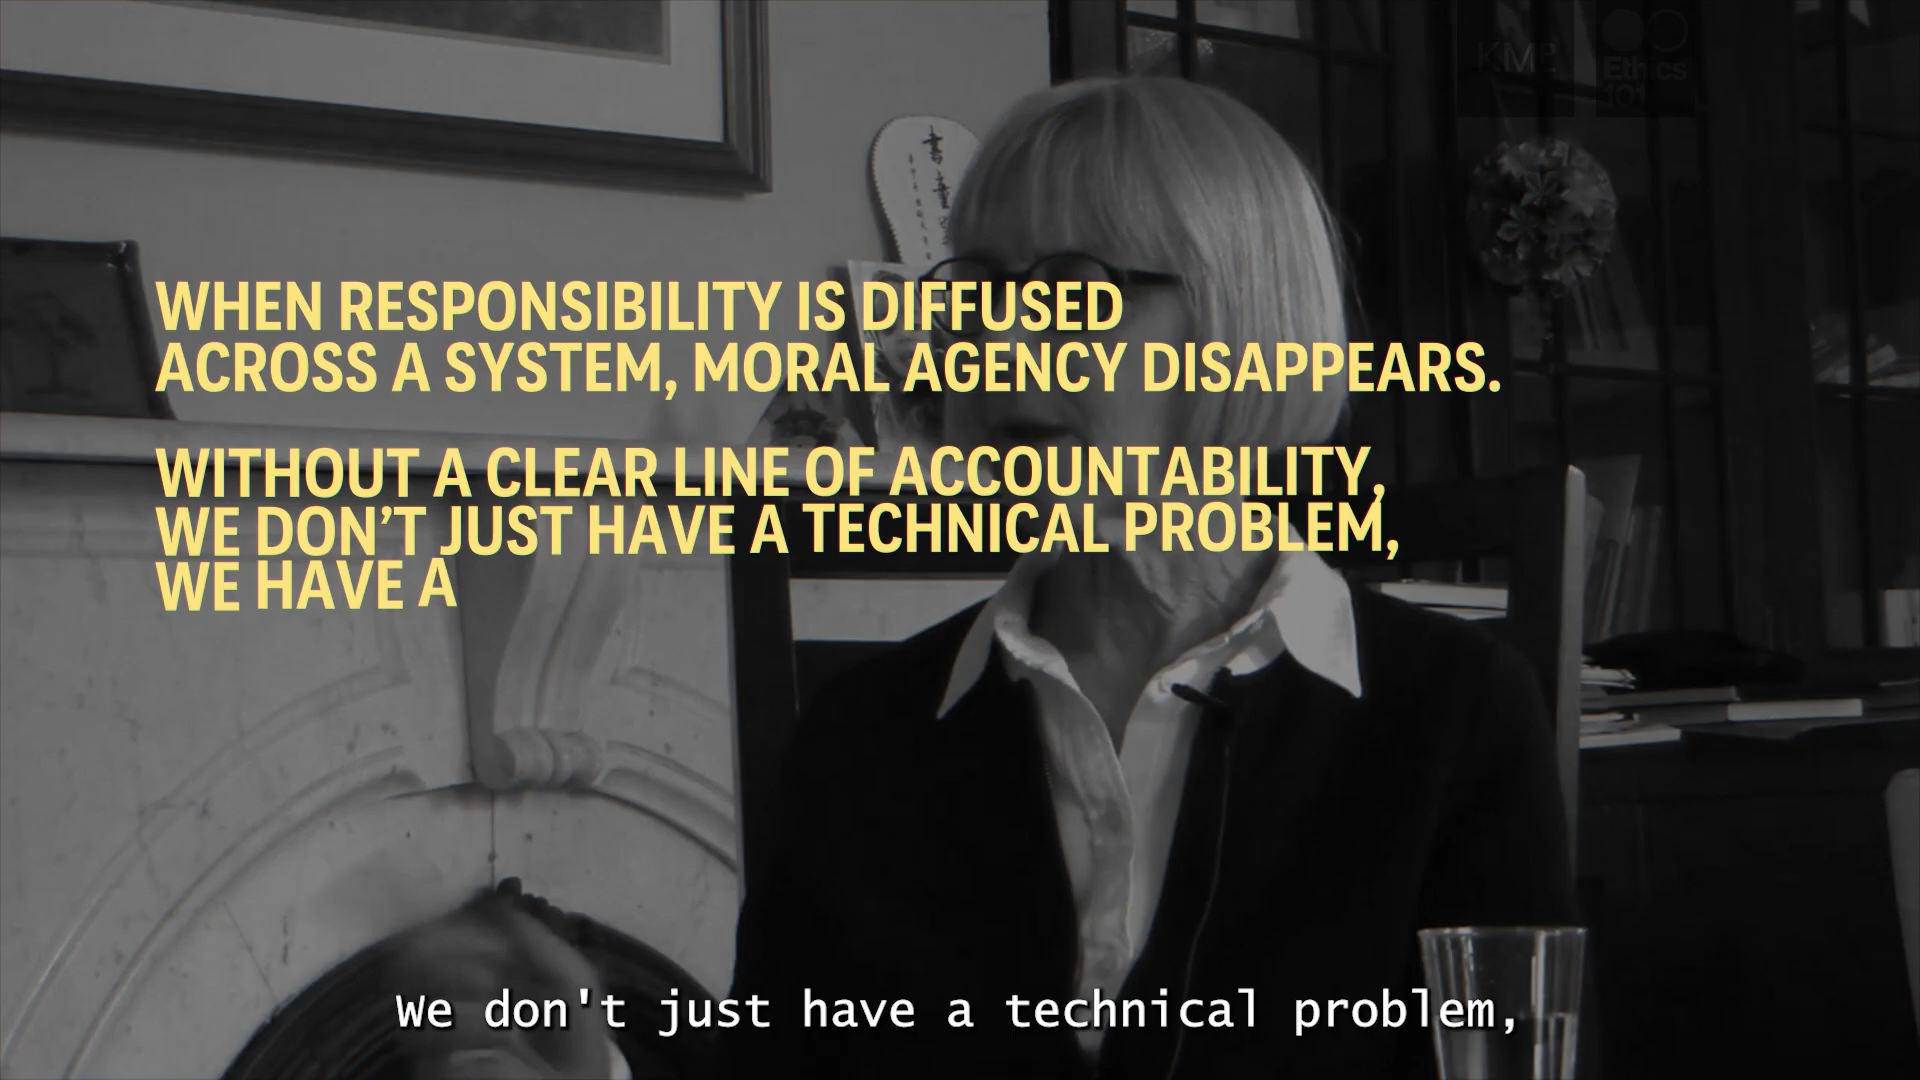 KMP
Ethics
101
WHEN RESPONSIBILITY IS DIFFUSED
ACROSS A SYSTEM, MORAL AGENCY DISAPPEARS.
WITHOUT A CLEAR LINE OF ACCOUNTABILITY,
WE DON’T JUST HAVE A TECHNICAL PROBLEM,
WE HAVE A
We don't just have a technical problem,